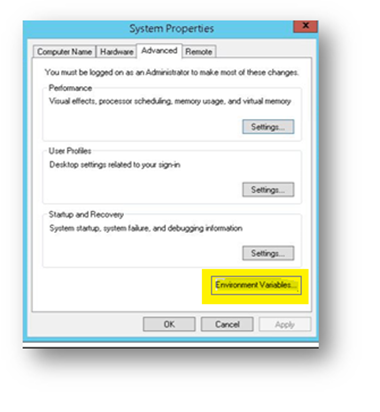 System Properties
x
Computer Name Hardware Advanced Remote
You must be logged on as an Administrator to make most of these changes.
Performance
Visual effects, processor scheduling, memory usage, and virtual memory
Settings...
User Profiles
Desktop settings related to your sign-in
Settings...
Startup and Recovery
System startup, system failure, and debugging information
Settings...
Environment Variables...
OK Cancel Apply